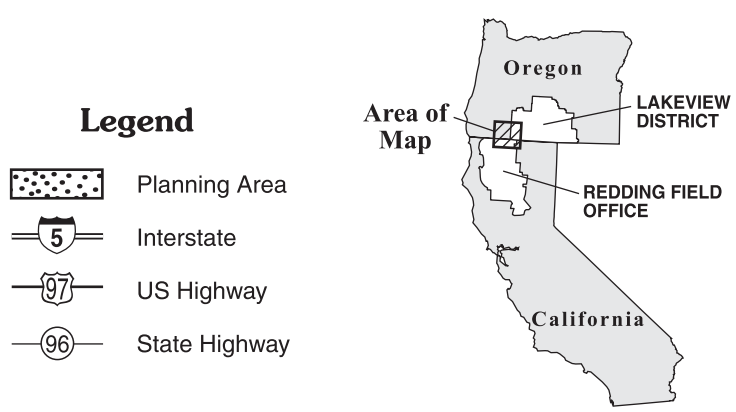 Legend
Planning Area
5
Interstate
97
US Highway
96
State Highway
Oregon
LAKEVIEW
DISTRICT
Area of
Map
REDDING FIELD
OFFICE
California